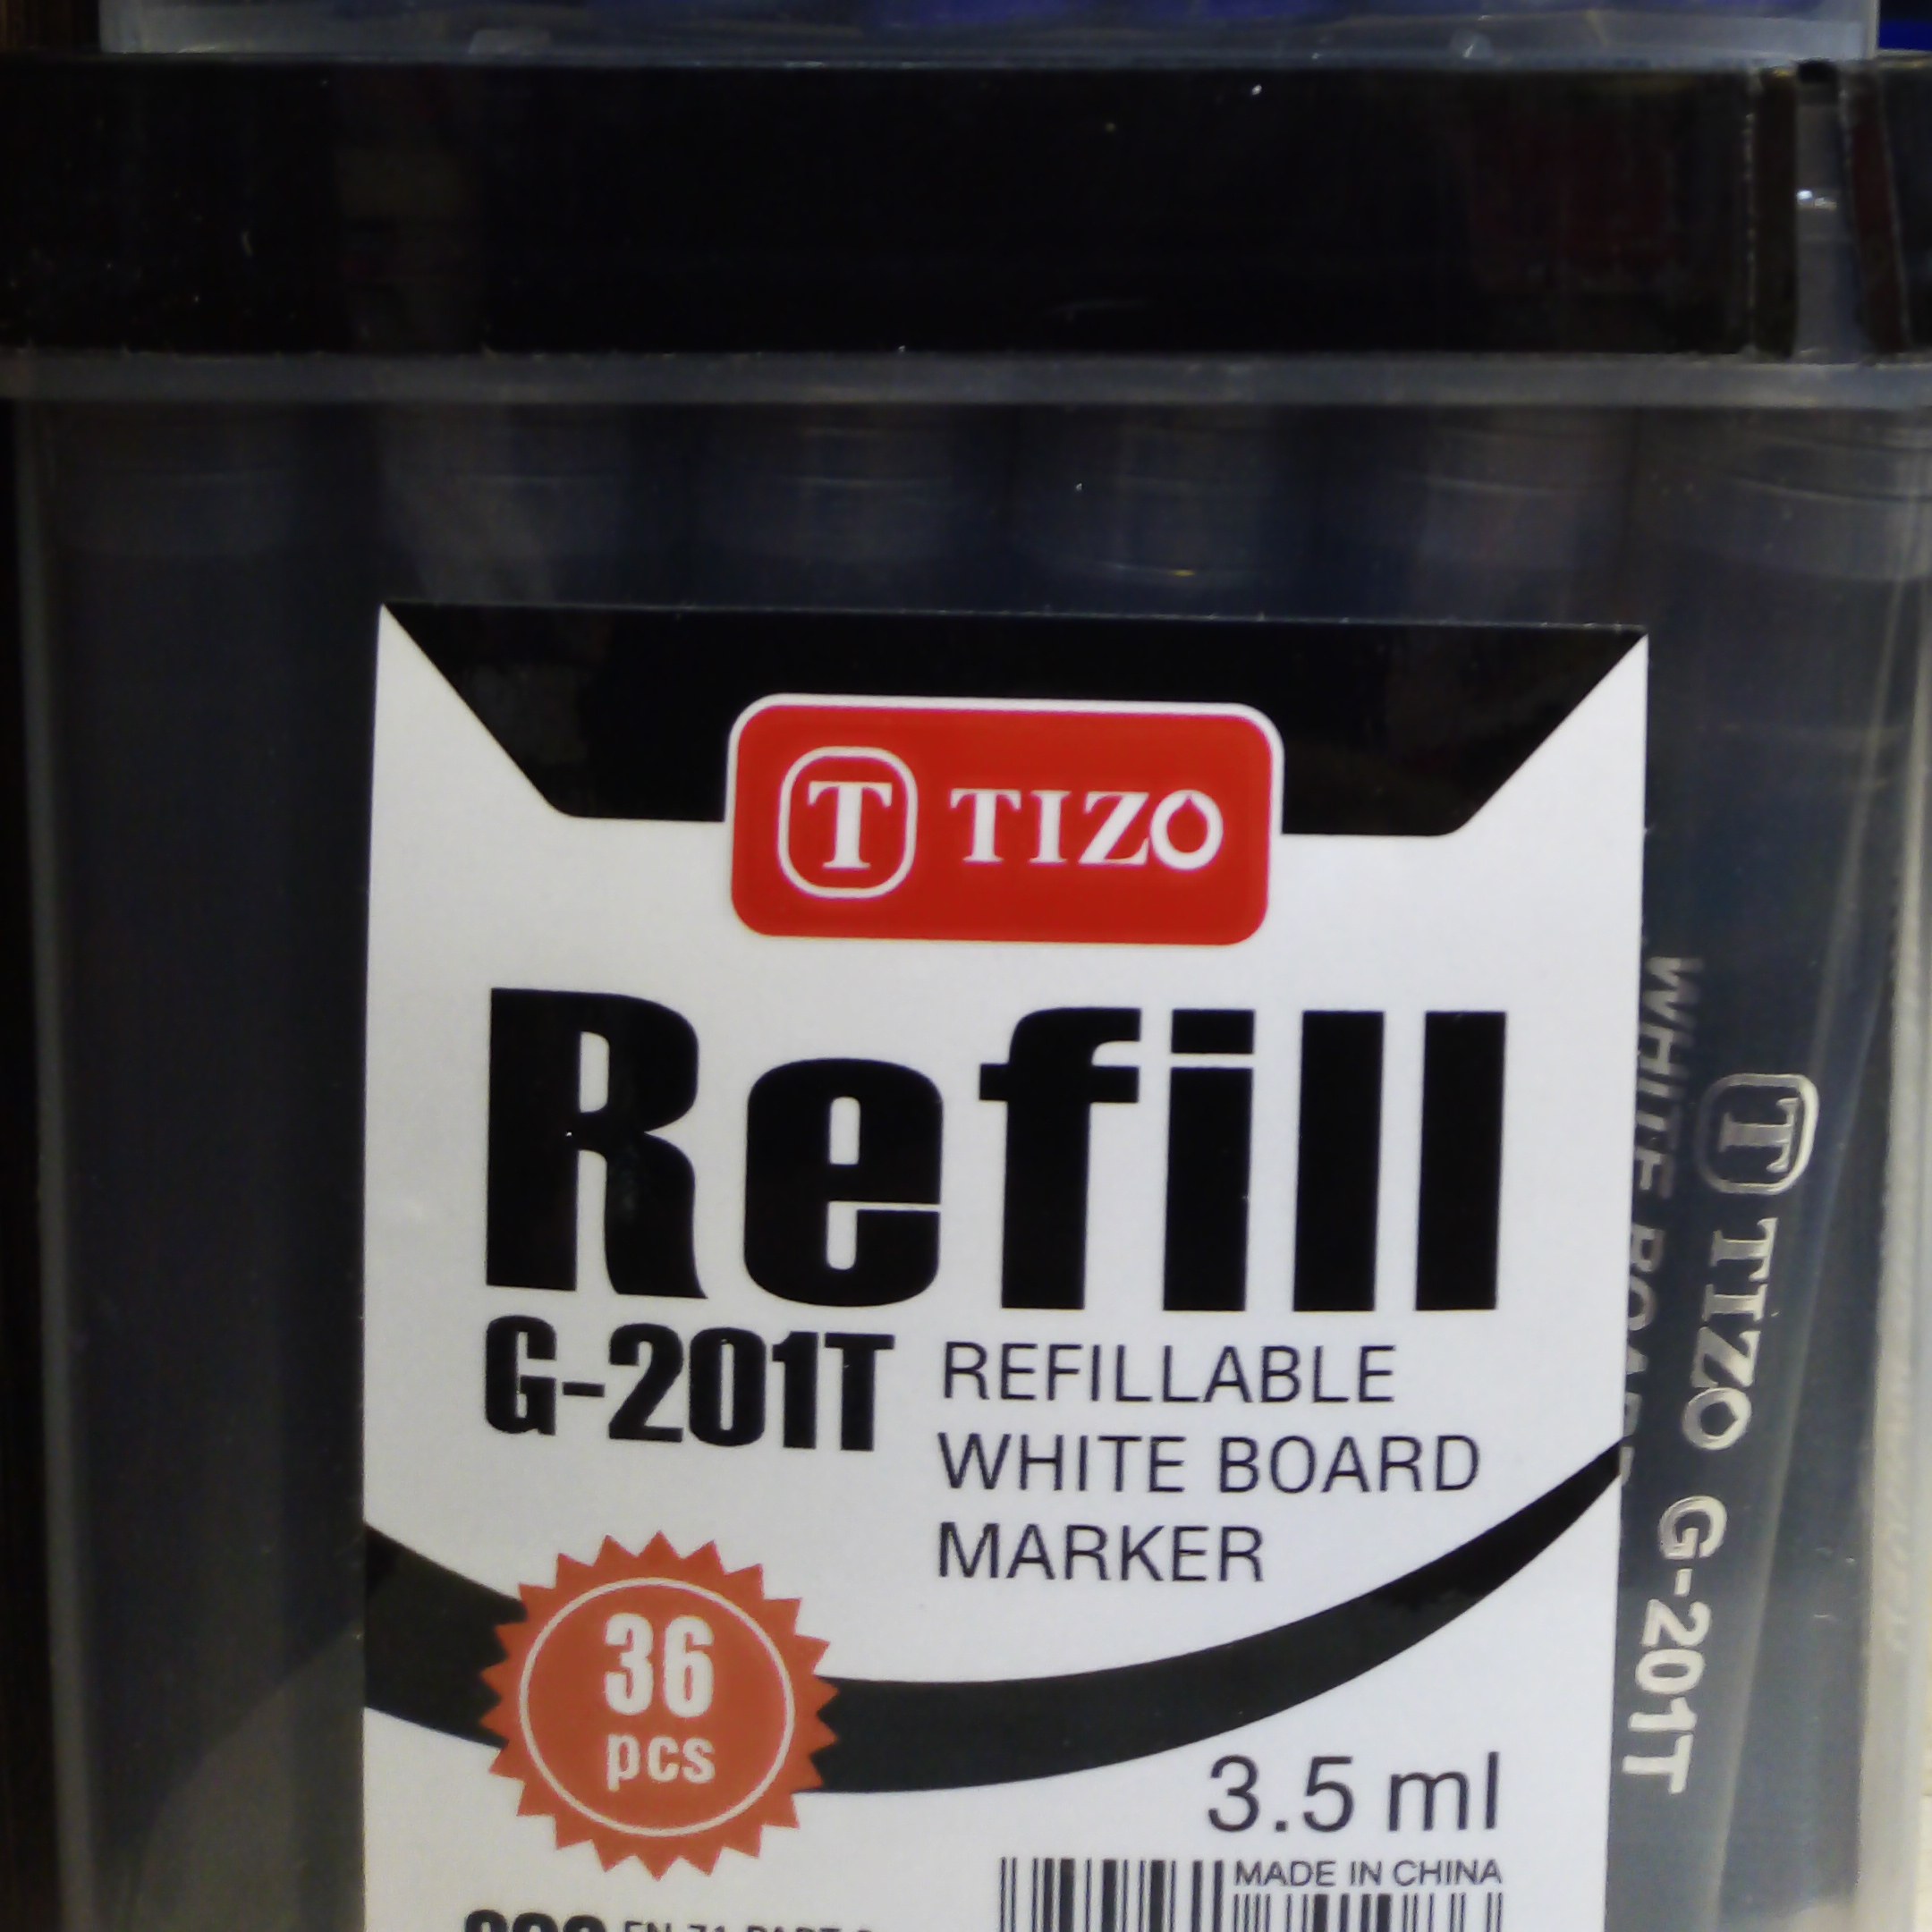 T TIZO
Refill
G-201T
REFILLABLE
WHITE BOARD
MARKER
36
pcs
3.5 ml
MADE IN CHINA
T TIZO G-201T
WHITE BOARD